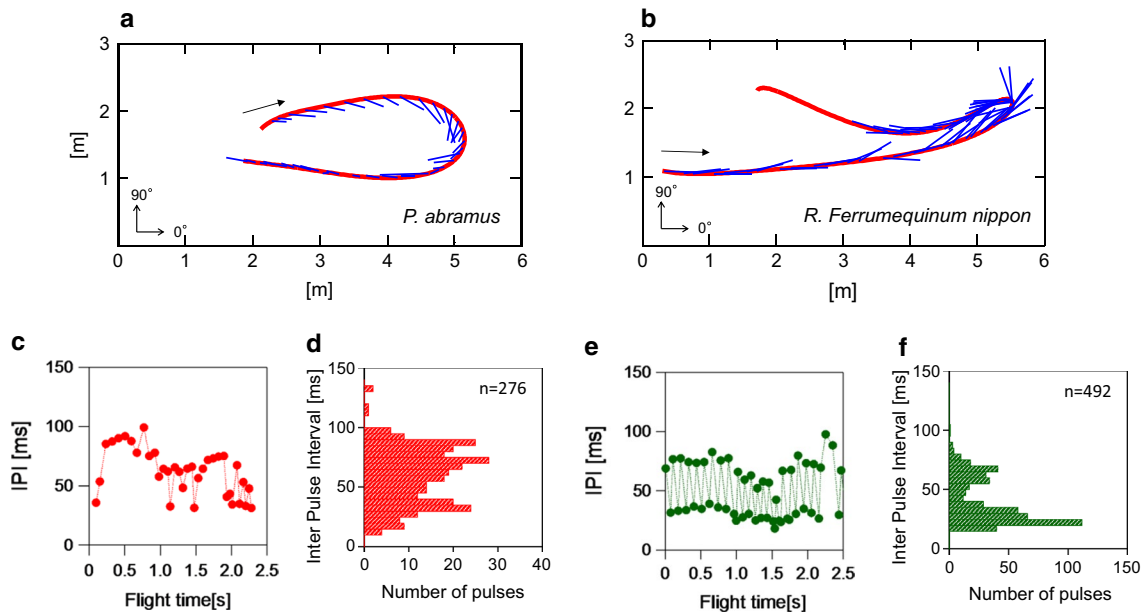 a
3
2
1
0
[m]
90°
0°
P. abramus
0 1 2 3 4 5 6
[m]
b
3
2
1
0
90°
0°
R. Ferrumequinum nippon
0 1 2 3 4 5 6
[m]
c
150
100
50
0
IPI [ms]
0 0.5 1.0 1.5 2.0 2.5
Flight time[s]
d
150
100
50
0
Inter Pulse Interval [ms]
n=276
0 10 20 30 40
Number of pulses
e
150
100
50
0
IPI [ms]
0 0.5 1.0 1.5 2.0 2.5
Flight time[s]
f
150
100
50
0
Inter Pulse Interval [ms]
n=492
0 50 100 150
Number of pulses